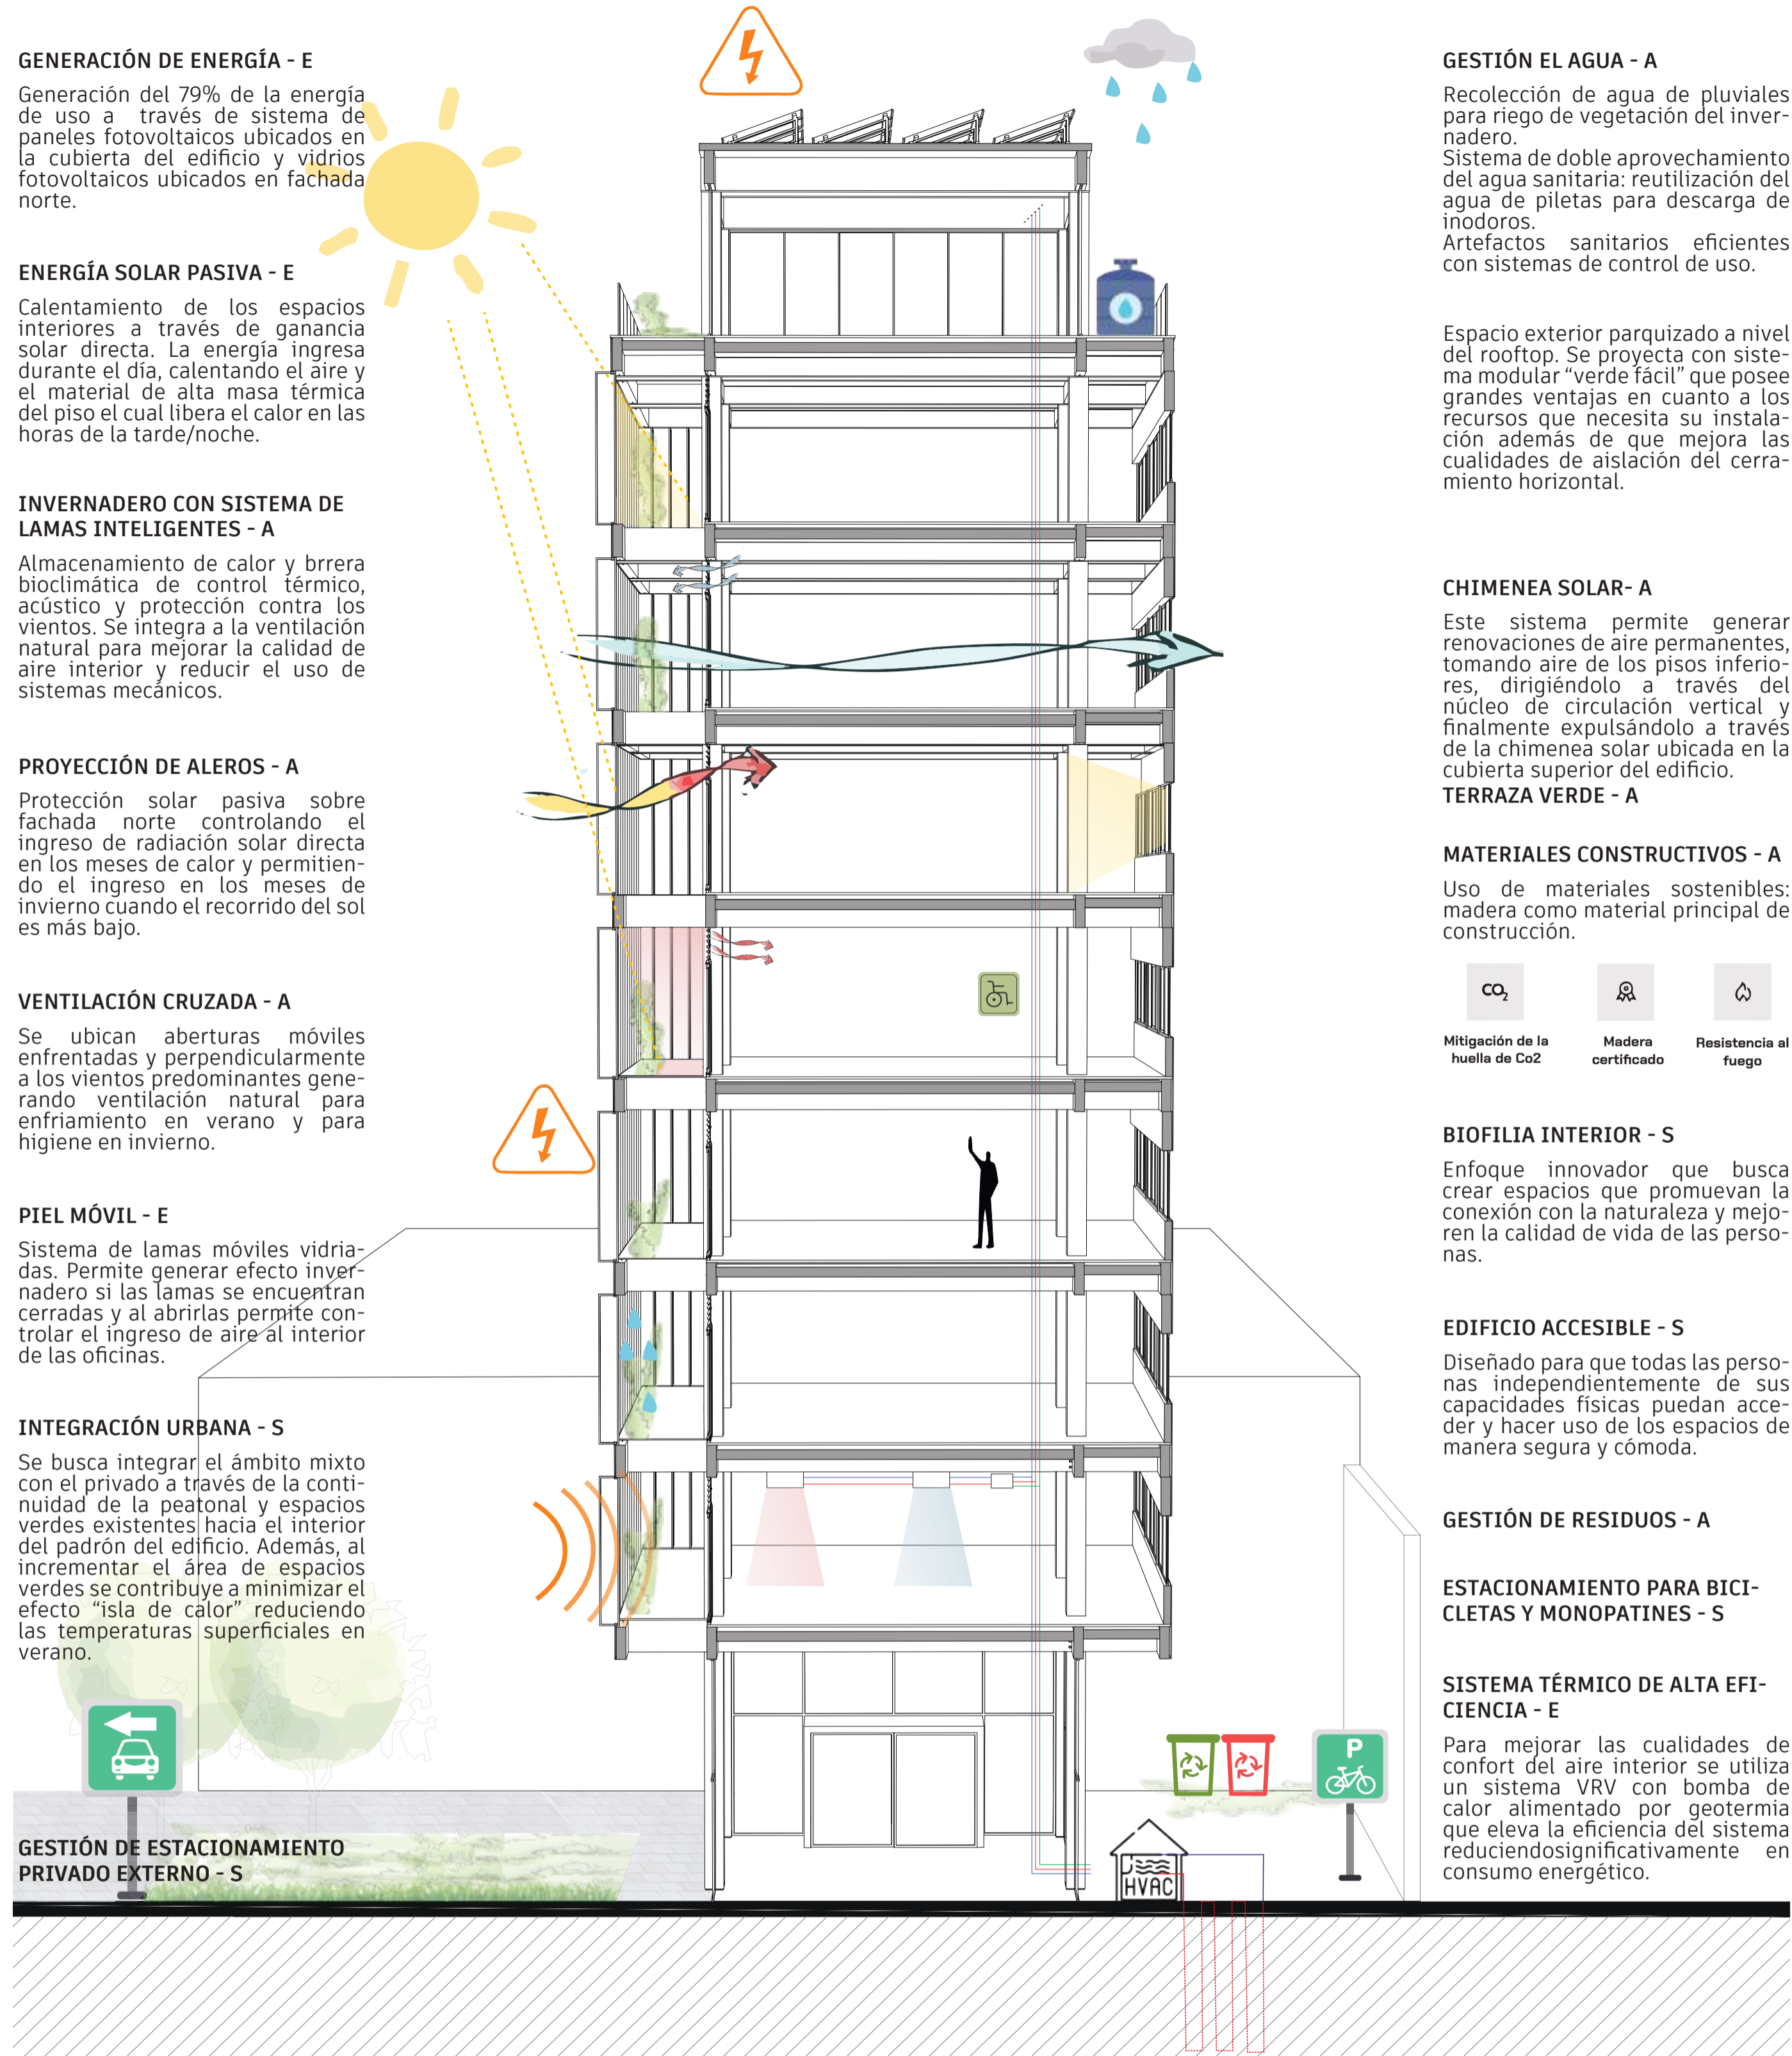 GENERACIÓN DE ENERGÍA - E
Generación del 79% de la energía
de uso a través de sistema de
paneles fotovoltaicos ubicados en
la cubierta del edificio y vidrios
fotovoltaicos ubicados en fachada
norte.
ENERGÍA SOLAR PASIVA - E
Calentamiento de los espacios
interiores a través de ganancia
solar directa. La energía ingresa
durante el día, calentando el aire y
el material de alta masa térmica
del piso el cual libera el calor en las
horas de la tarde/noche.
INVERNADERO CON SISTEMA DE
LAMAS INTELIGENTES - A
Almacenamiento de calor y brrera
bioclimática de control térmico,
acústico y protección contra los
vientos. Se integra a la ventilación
natural para mejorar la calidad de
aire interior y reducir el uso de
sistemas mecánicos.
PROYECCIÓN DE ALEROS - A
Protección solar pasiva sobre
fachada norte controlando el
ingreso de radiación solar directa
en los meses de calor y permitien-
do el ingreso en los meses de
invierno cuando el recorrido del sol
es más bajo.
VENTILACIÓN CRUZADA - A
Se ubican aberturas móviles
enfrentadas y perpendicularmente
a los vientos predominantes gene-
rando ventilación natural para
enfriamiento en verano y para
higiene en invierno.
PIEL MÓVIL - E
Sistema de lamas móviles vidria-
das. Permite generar efecto inver-
nadero si las lamas se encuentran
cerradas y al abrirlas permite con-
trolar el ingreso de aire al interior
de las oficinas.
INTEGRACIÓN URBANA - S
Se busca integrar el ámbito mixto
con el privado a través de la conti-
nuidad de la peatonal y espacios
verdes existentes hacia el interior
del padrón del edificio. Además, al
incrementar el área de espacios
verdes se contribuye a minimizar el
efecto “isla de calor” reduciendo
las temperaturas superficiales en
verano.
GESTIÓN DE ESTACIONAMIENTO
PRIVADO EXTERNO - S
HVAC
P
GESTIÓN EL AGUA - A
Recolección de agua de pluviales
para riego de vegetación del inver-
nadero.
Sistema de doble aprovechamiento
del agua sanitaria: reutilización del
agua de piletas para descarga de
inodoros.
Artefactos sanitarios eficientes
con sistemas de control de uso.
Espacio exterior parquizado a nivel
del rooftop. Se proyecta con siste-
ma modular “verde fácil” que posee
grandes ventajas en cuanto a los
recursos que necesita su instala-
ción además de que mejora las
cualidades de aislación del cerra-
miento horizontal.
CHIMENEA SOLAR- A
Este sistema permite generar
renovaciones de aire permanentes,
tomando aire de los pisos inferio-
res, dirigiéndolo a través del
núcleo de circulación vertical y
finalmente expulsándolo a través
de la chimenea solar ubicada en la
cubierta superior del edificio.
TERRAZA VERDE - A
MATERIALES CONSTRUCTIVOS - A
Uso de materiales sostenibles:
madera como material principal de
construcción.
CO₂
Mitigación de la
huella de Co2
Madera
certificado
Resistencia al
fuego
BIOFILIA INTERIOR - S
Enfoque innovador que busca
crear espacios que promuevan la
conexión con la naturaleza y mejo-
ren la calidad de vida de las perso-
nas.
EDIFICIO ACCESIBLE - S
Diseñado para que todas las perso-
nas independientemente de sus
capacidades físicas puedan acce-
der y hacer uso de los espacios de
manera segura y cómoda.
GESTIÓN DE RESIDUOS - A
ESTACIONAMIENTO PARA BICI-
CLETAS Y MONOPATINES - S
SISTEMA TÉRMICO DE ALTA EFI-
CIENCIA - E
Para mejorar las cualidades de
confort del aire interior se utiliza
un sistema VRV con bomba de
calor alimentado por geotermia
que eleva la eficiencia del sistema
reduciendosignificativamente en
consumo energético.